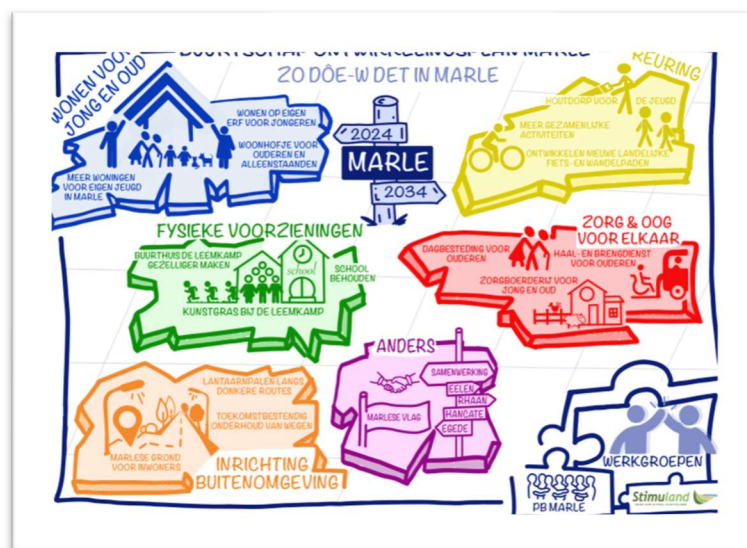 BUURTSCHAP ONTWIKKELINGSPLAN MARLE
ZO DÔE-W DET IN MARLE
WONEN VOOR
JONG EN OUD
WONEN OP EIGEN
ERF VOOR JONGEREN
WOONHOFJE VOOR
OUDEREN EN
ALLEENSTAANDEN
MEER WONINGEN
VOOR EIGEN JEUGD
IN MARLE
2024
MARLE
2034
REURING
HOUTDORP VOOR DE JEUGD
MEER GEZAMENLIJKE
ACTIVITEITEN
ONTWIKKELEN NIEUWE LANDELIJKE
FIETS- EN WANDELPADEN
FYSIEKE VOORZIENINGEN
BUURTHUIS DE LEEMKAMP
GEZELLIGER MAKEN
school
SCHOOL
BEHOUDEN
KUNSTGRAS BIJ DE LEEMKAMP
ZORG & OOG
VOOR ELKAAR
DAGBESTEDING VOOR
OUDEREN
HAAL- EN BRENGDIENST
VOOR OUDEREN
ZORGBOERDERIJ VOOR
JONG EN OUD
ANDERS
SAMENWERKING
EELEN
RHAAN
HANCATE
EGEDE
MARLESE VLAG
LANTAARNPALEN LANGS
DONKERE ROUTES
TOEKOMSTBESTENDIG
ONDERHOUD VAN WEGEN
MARLESE GROND
VOOR INWONERS
INRICHTING
BUITENOMGEVING
WERKGROEPEN
PB MARLE
Stimuland